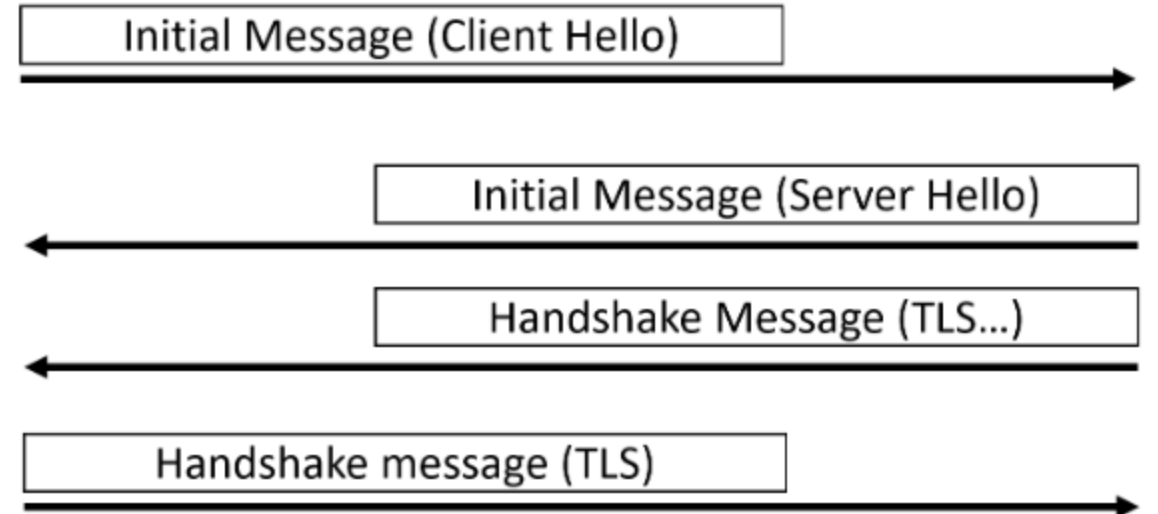 Initial Message (Client Hello)
Initial Message (Server Hello)
Handshake Message (TLS...)
Handshake message (TLS)